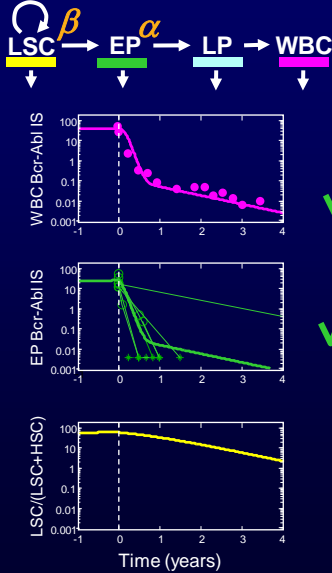 LSC β EP α LP WBC
WBC Bcr-Abl IS
100
10
1
0.1
0.01
0.001
-1 0 1 2 3 4
EP Bcr-Abl IS
100
10
1
0.1
0.01
0.001
-1 0 1 2 3 4
LSC/(LSC+HSC)
100
10
1
0.1
0.01
0.001
-1 0 1 2 3 4
Time (years)